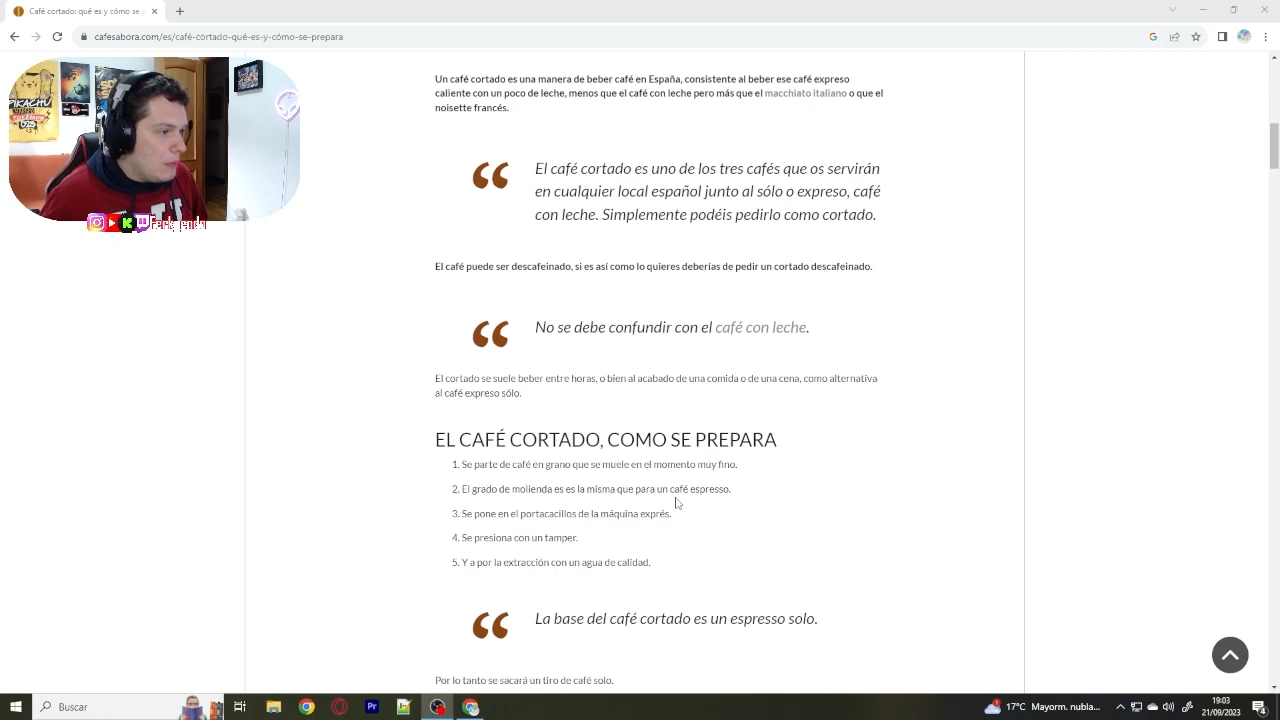 Café cortado: qué es y cómo se p
cafesabora.com/es/café-cortado-qué-es-y-cómo-se-prepara
PIKACHU
Un café cortado es una manera de beber café en España, consistente al beber ese café expreso
caliente con un poco de leche, menos que el café con leche pero más que el macchiato italiano o que el
noisette francés.
El café cortado es uno de los tres cafés que os servirán
en cualquier local español junto al sólo o expreso, café
con leche. Simplemente podéis pedirlo como cortado.
El café puede ser descafeinado, si es así como lo quieres deberías de pedir un cortado descafeinado.
No se debe confundir con el café con leche.
El cortado se suele beber entre horas, o bien al acabado de una comida o de una cena, como alternativa
al café expreso sólo.
EL CAFÉ CORTADO, COMO SE PREPARA
1. Se parte de café en grano que se muele en el momento muy fino.
2. El grado de molienda es es la misma que para un café espresso.
3. Se pone en el portacacillos de la máquina exprés.
4. Se presiona con un tamper.
5. Y a por la extracción con un agua de calidad.
La base del café cortado es un espresso solo.
Por lo tanto se sacará un tiro de café solo.
Buscar
17°C Mayorm. nubla...
19:03
21/09/2023
4